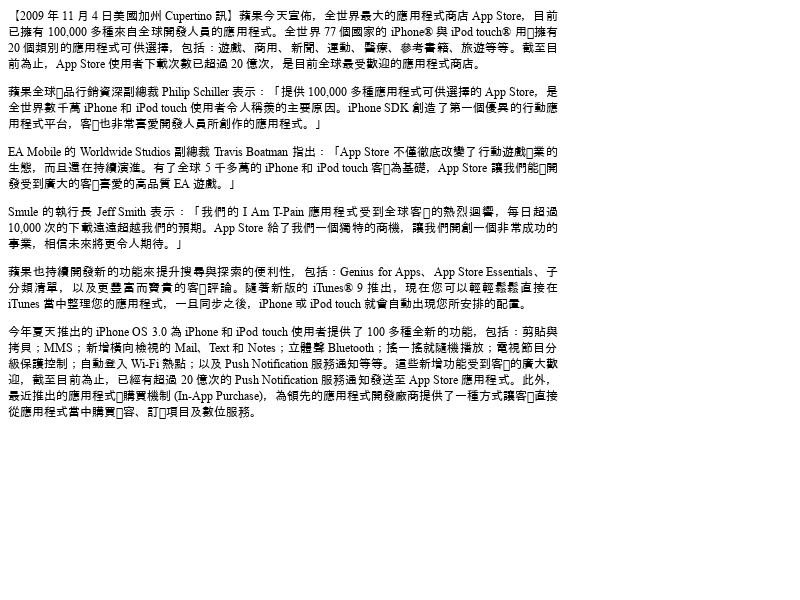 【2009 年 11 月 4 日美國加州 Cupertino 訊】蘋果今天宣佈，全世界最大的應用程式商店 App Store，目前
已擁有 100,000 多種來自全球開發人員的應用程式。全世界 77 個國家的 iPhone® 與 iPod touch® 用▯擁有
20 個類別的應用程式可供選擇，包括：遊戲、商用、新聞、運動、醫療、參考書籍、旅遊等等。截至目
前為止，App Store 使用者下載次數已超過 20 億次，是目前全球最受歡迎的應用程式商店。
蘋果全球▯品行銷資深副總裁 Philip Schiller 表示：「提供 100,000 多種應用程式可供選擇的 App Store，是
全世界數千萬 iPhone 和 iPod touch 使用者令人稱羨的主要原因。iPhone SDK 創造了第一個優異的行動應
用程式平台，客▯也非常喜愛開發人員所創作的應用程式。」
EA Mobile 的 Worldwide Studios 副總裁 Travis Boatman 指出：「App Store 不僅徹底改變了行動遊戲▯業的
生態，而且還在持續演進。有了全球 5 千多萬的 iPhone 和 iPod touch 客▯為基礎，App Store 讓我們能▯開
發受到廣大的客▯喜愛的高品質 EA 遊戲。」
Smule 的執行長 Jeff Smith 表示：「我們的 I Am T-Pain 應用程式受到全球客▯的熱烈迴響，每日超過
10,000 次的下載遠遠超越我們的預期。App Store 給了我們一個獨特的商機，讓我們開創一個非常成功的
事業，相信未來將更令人期待。」
蘋果也持續開發新的功能來提升搜尋與探索的便利性，包括：Genius for Apps、App Store Essentials、子
分類清單，以及更豐富而寶貴的客▯評論。隨著新版的 iTunes® 9 推出，現在您可以輕輕鬆鬆直接在
iTunes 當中整理您的應用程式，一旦同步之後，iPhone 或 iPod touch 就會自動出現您所安排的配置。
今年夏天推出的 iPhone OS 3.0 為 iPhone 和 iPod touch 使用者提供了 100 多種全新的功能，包括：剪貼與
拷貝；MMS；新增橫向檢視的 Mail、Text 和 Notes；立體聲 Bluetooth；搖一搖就隨機播放；電視節目分
級保護控制；自動登入 Wi-Fi 熱點；以及 Push Notification 服務通知等等。這些新增功能受到客▯的廣大歡
迎，截至目前為止，已經有超過 20 億次的 Push Notification 服務通知發送至 App Store 應用程式。此外，
最近推出的應用程式▯購買機制 (In-App Purchase)，為領先的應用程式開發廠商提供了一種方式讓客▯直接
從應用程式當中購買▯容、訂▯項目及數位服務。